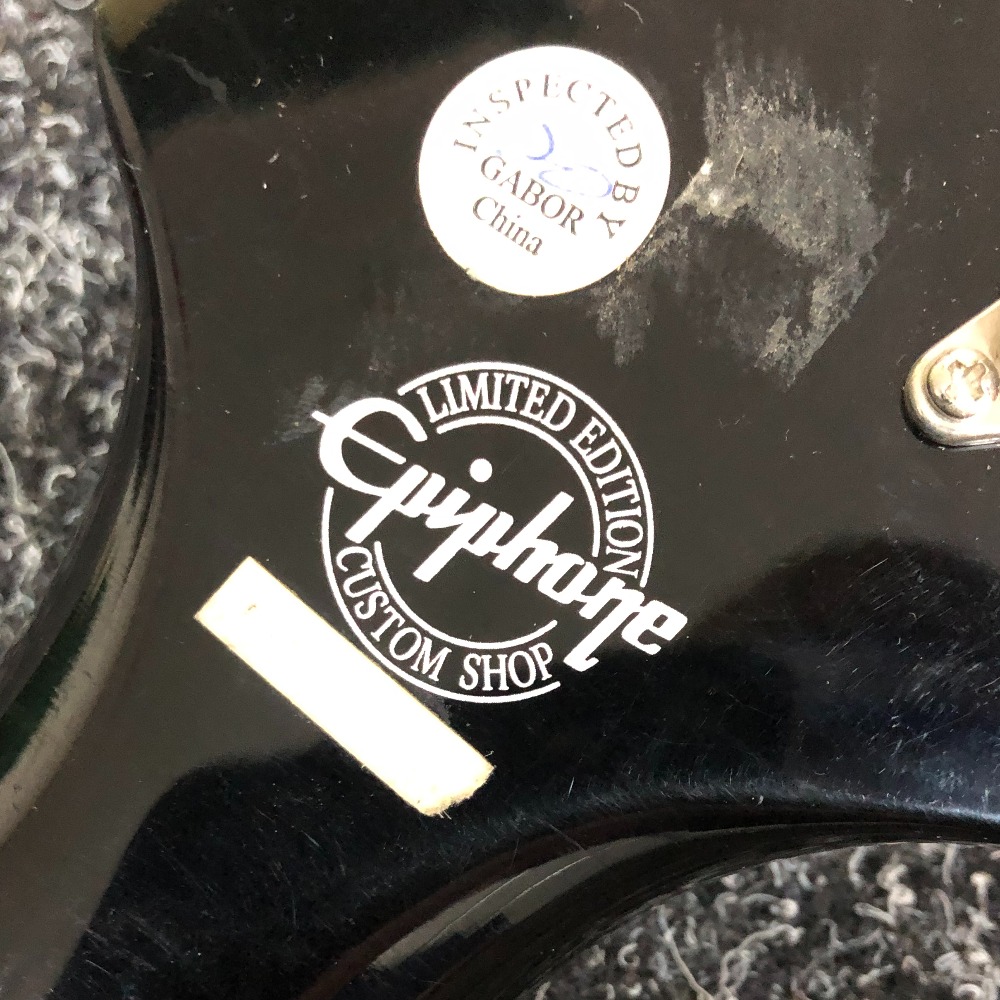 INSPECTED BY
GABOR
China
LIMITED EDITION
Epiphone
CUSTOM SHOP